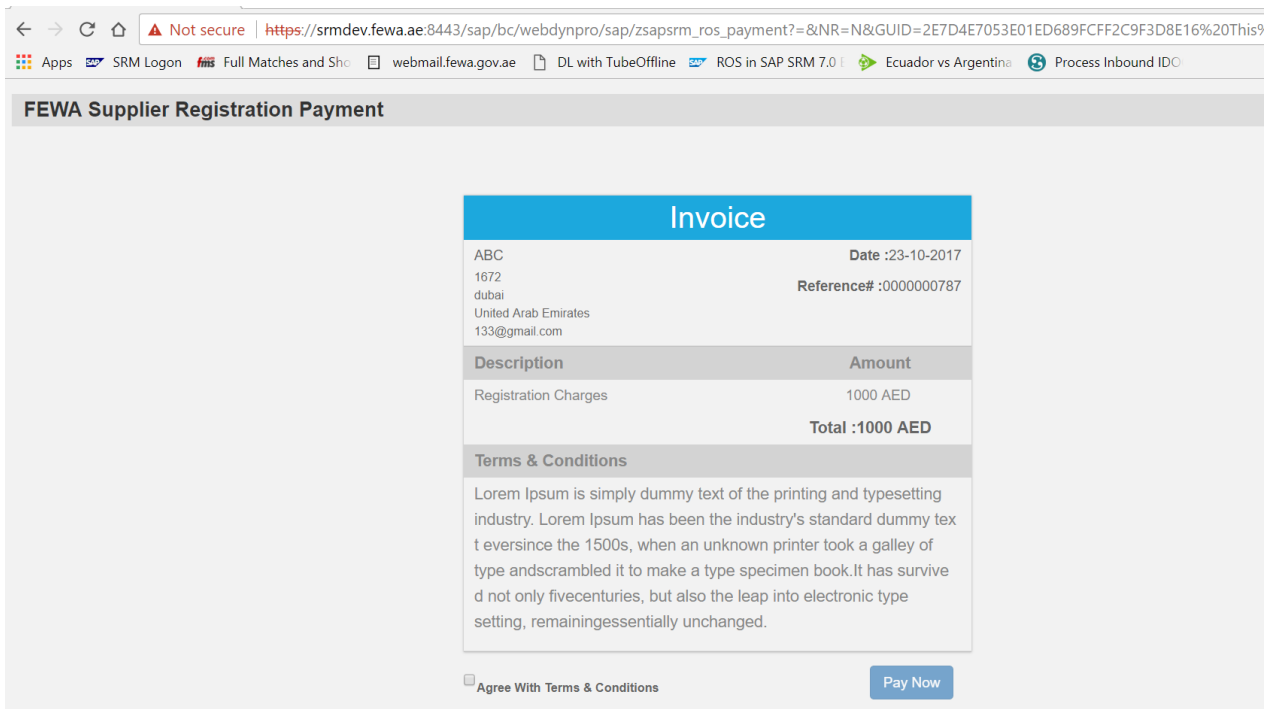 Not secure | https://srmdev.fewa.ae:8443/sap/bc/webdynpro/sap/zsapsrm_ros_payment?=&NR=N&GUID=2E7D4E7053E01ED689FCFF2C9F3D8E16%20This%
Apps SAP SRM Logon fms Full Matches and Sho webmail.fewa.gov.ae DL with TubeOffline SAP ROS in SAP SRM 7.0 E Ecuador vs Argentina Process Inbound IDO
FEWA Supplier Registration Payment
Invoice
ABC Date :23-10-2017
1672 Reference# :0000000787
dubai
United Arab Emirates
133@gmail.com
Description Amount
Registration Charges 1000 AED
Total :1000 AED
Terms & Conditions
Lorem Ipsum is simply dummy text of the printing and typesetting
industry. Lorem Ipsum has been the industry's standard dummy tex
t eversince the 1500s, when an unknown printer took a galley of
type andscrambled it to make a type specimen book.It has survive
d not only fivecenturies, but also the leap into electronic type
setting, remainingessentially unchanged.
Agree With Terms & Conditions Pay Now